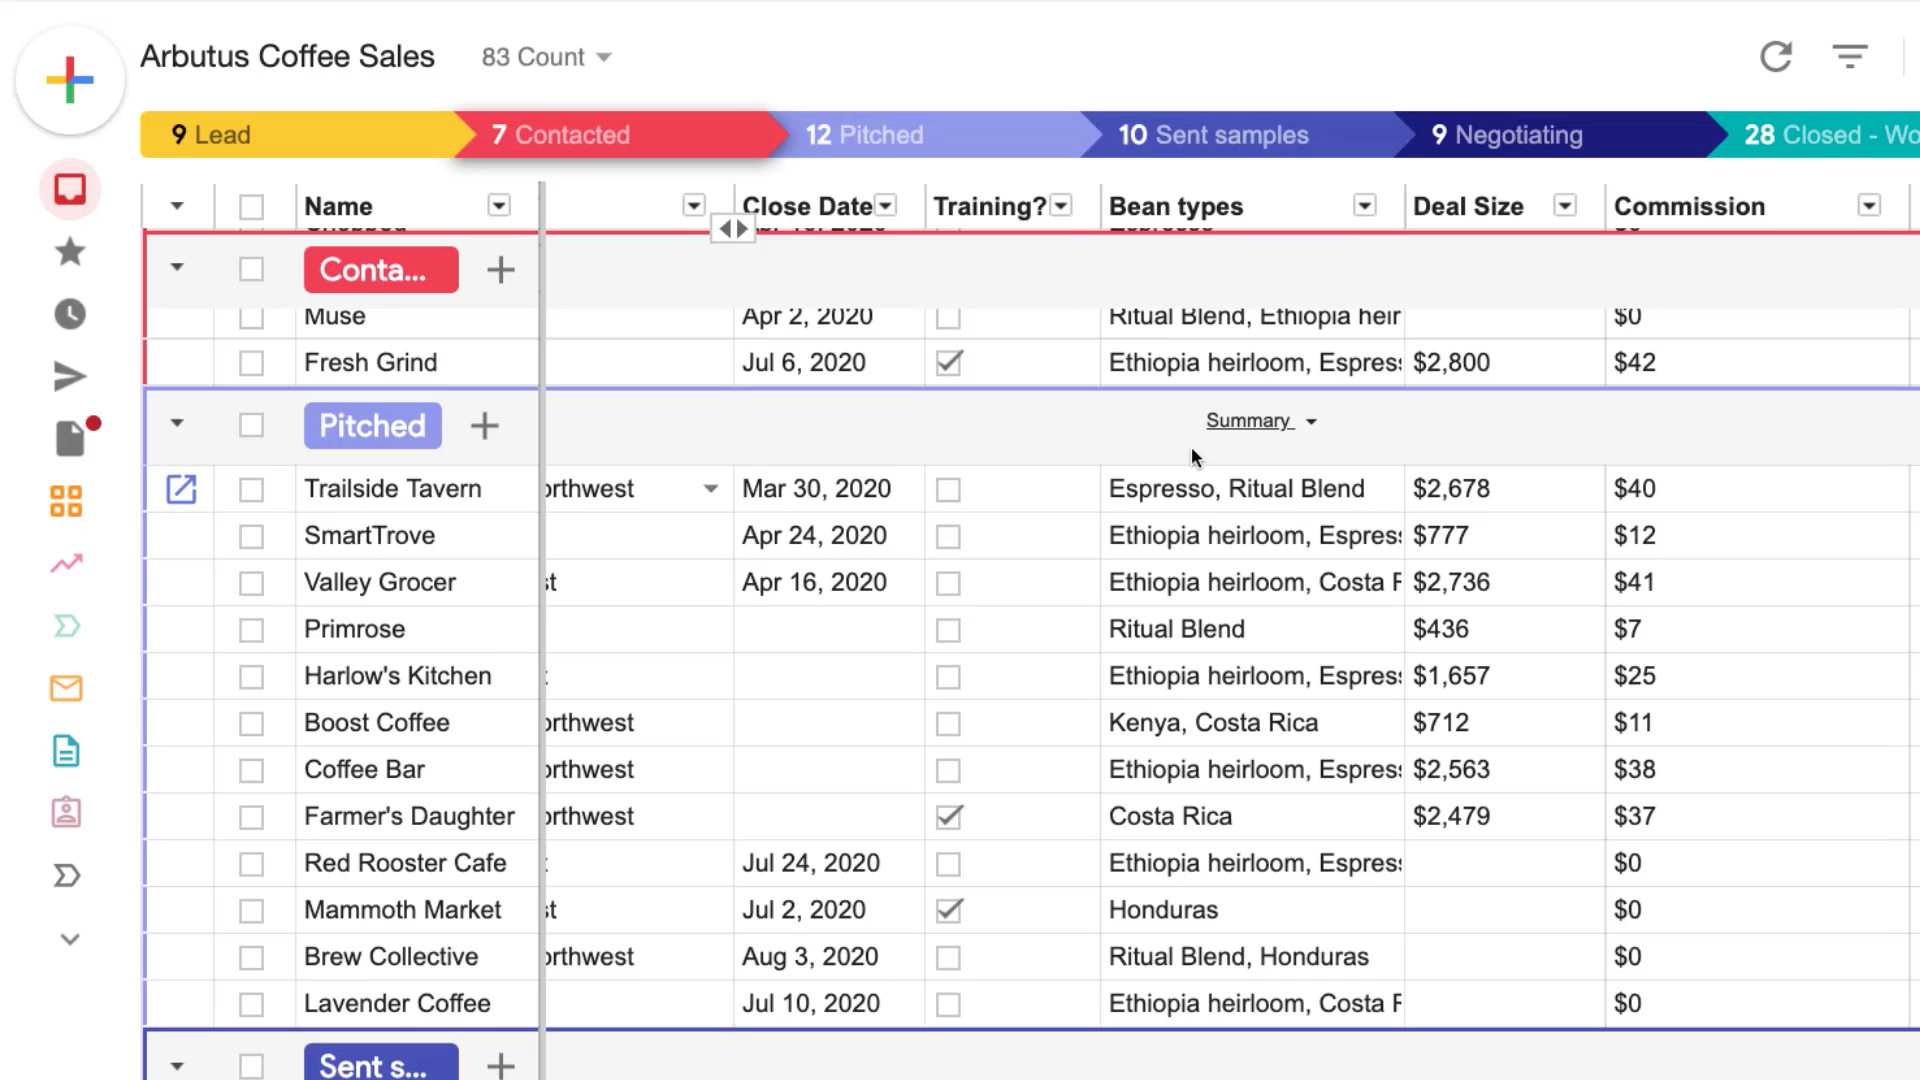 Arbutus Coffee Sales 83 Count
9 Lead 7 Contacted 12 Pitched 10 Sent samples 9 Negotiating 28 Closed - Wo
Name Close Date Training? Bean types Deal Size Commission
Conta...
Muse Apr 2, 2020 Ritual Blend, Ethiopia heir $0
Fresh Grind Jul 6, 2020 Ethiopia heirloom, Espres $2,800 $42
Pitched Summary
Trailside Tavern orthwest Mar 30, 2020 Espresso, Ritual Blend $2,678 $40
SmartTrove Apr 24, 2020 Ethiopia heirloom, Espres $777 $12
Valley Grocer st Apr 16, 2020 Ethiopia heirloom, Costa $2,736 $41
Primrose Ritual Blend $436 $7
Harlow's Kitchen Ethiopia heirloom, Espres $1,657 $25
Boost Coffee orthwest Kenya, Costa Rica $712 $11
Coffee Bar orthwest Ethiopia heirloom, Espres $2,563 $38
Farmer's Daughter orthwest Costa Rica $2,479 $37
Red Rooster Cafe Jul 24, 2020 Ethiopia heirloom, Espres $0
Mammoth Market st Jul 2, 2020 Honduras $0
Brew Collective orthwest Aug 3, 2020 Ritual Blend, Honduras $0
Lavender Coffee Jul 10, 2020 Ethiopia heirloom, Costa $0
Sent s...